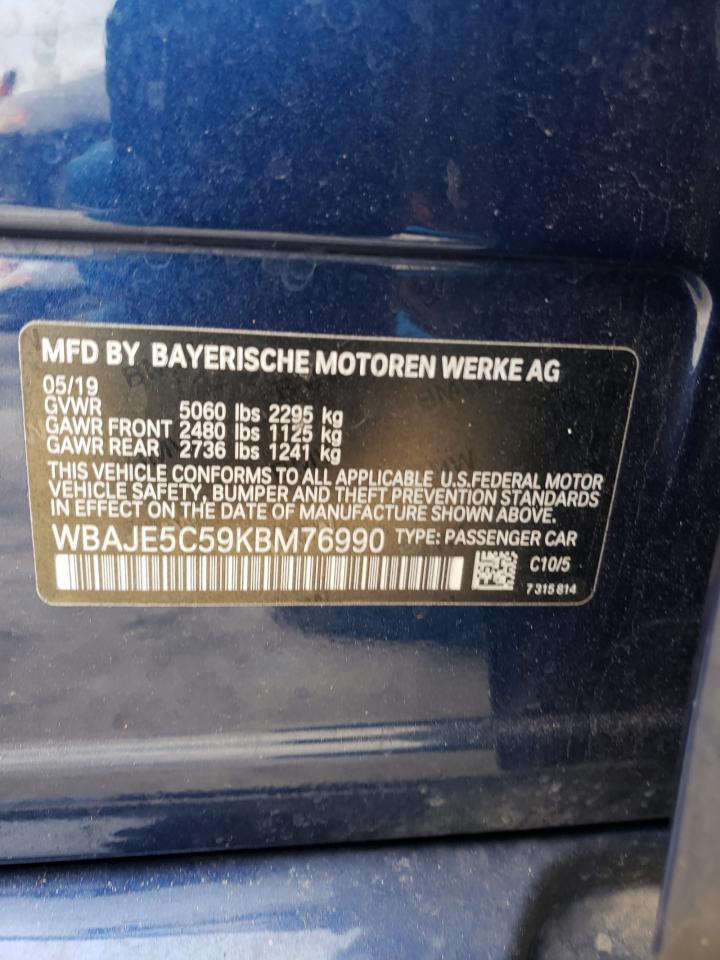 MFD BY BAYERISCHE MOTOREN WERKE AG
05/19
GVWR 5060 lbs 2295 kg
GAWR FRONT 2480 lbs 1125 kg
GAWR REAR 2736 lbs 1241 kg
THIS VEHICLE CONFORMS TO ALL APPLICABLE U.S.FEDERAL MOTOR
VEHICLE SAFETY, BUMPER AND THEFT PREVENTION STANDARDS
IN EFFECT ON THE DATE OF MANUFACTURE SHOWN ABOVE.
WBAJE5C59KBM76990 TYPE: PASSENGER CAR
C10/5
7315814